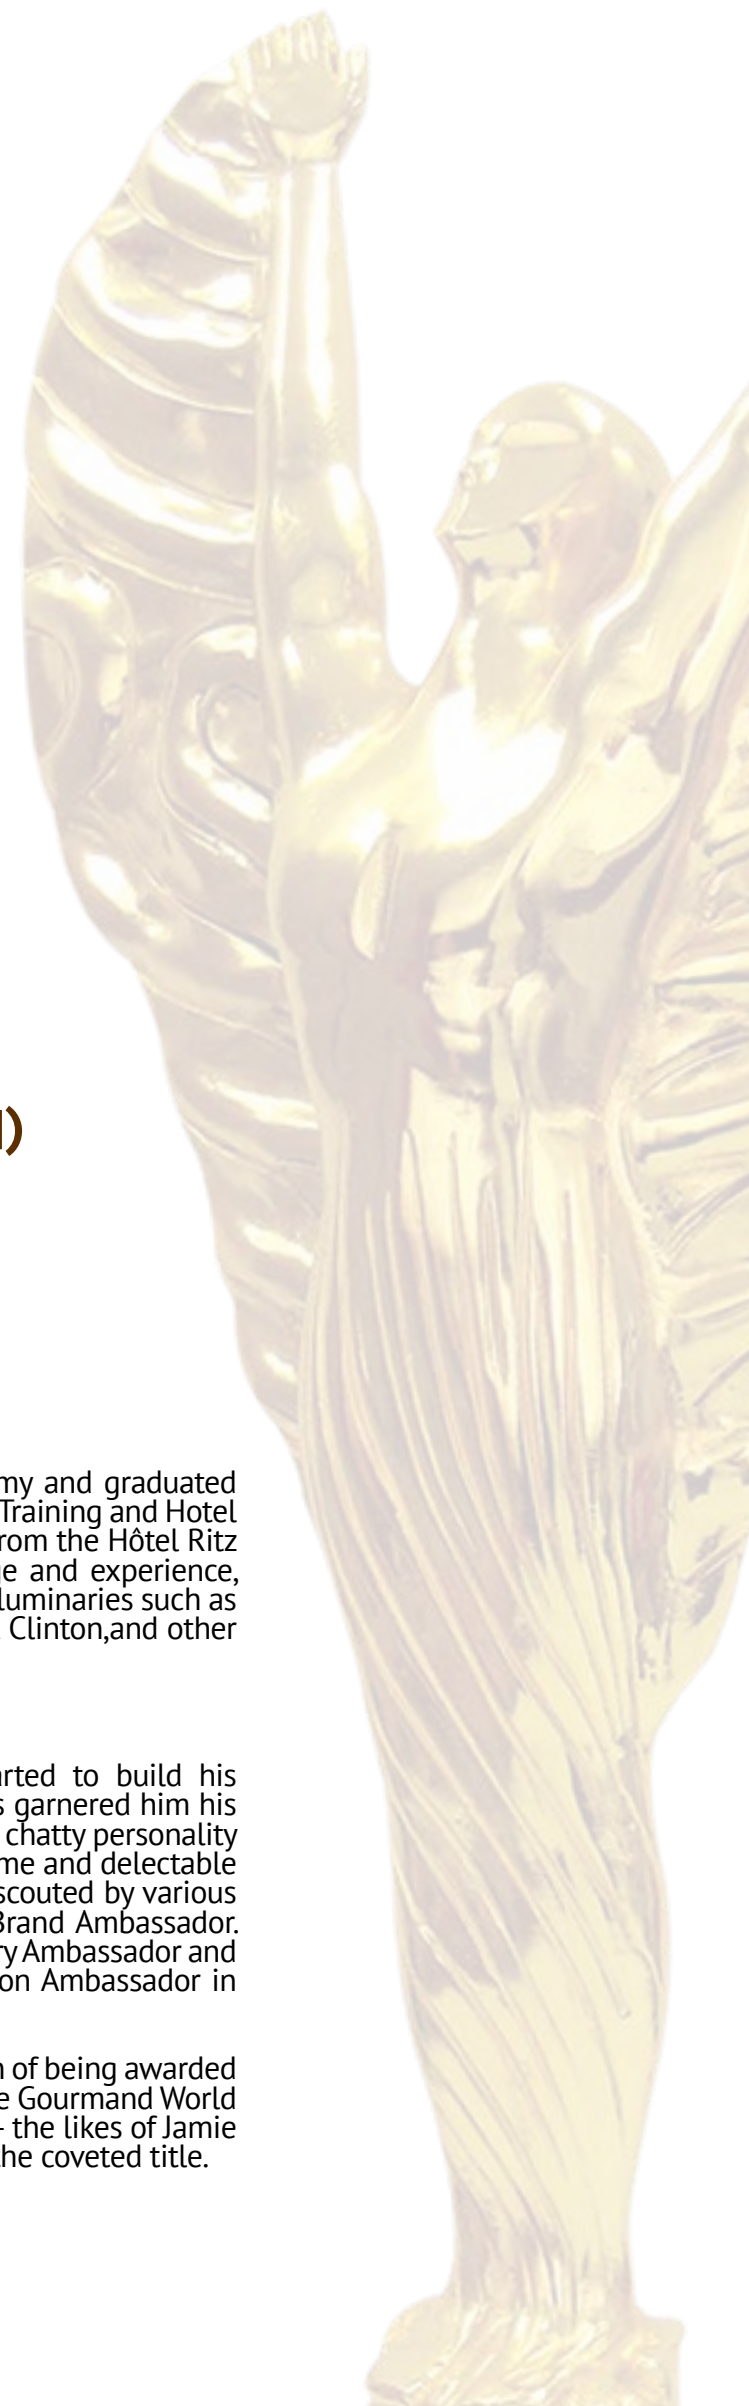 )
my and graduated
Training and Hotel
rom the Hôtel Ritz
e and experience,
luminaries such as
Clinton,and other
arted to build his
s garnered him his
chatty personality
me and delectable
scouted by various
Brand Ambassador.
ry Ambassador and
on Ambassador in
n of being awarded
e Gourmand World
- the likes of Jamie
the coveted title.